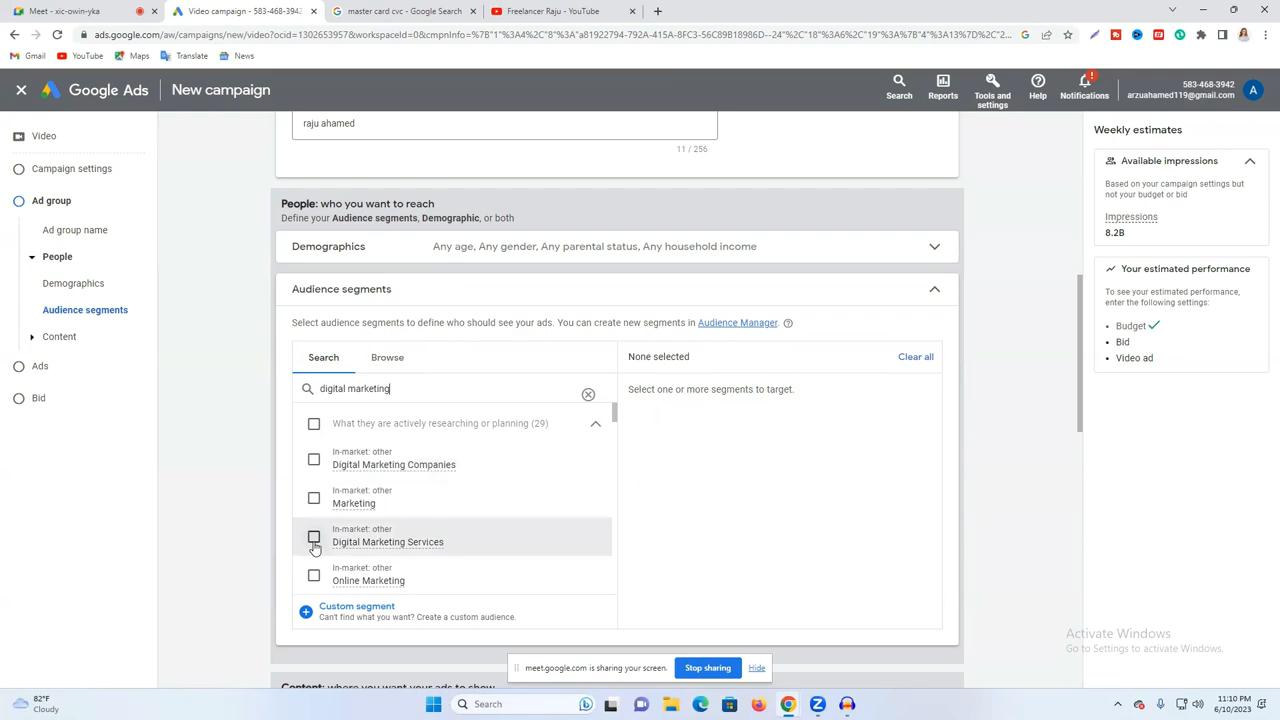 Meet - xic-owin-yka
Video campaign - 583-468-3942
master card cvc - Google Search
Freelancer Raju - YouTube
ads.google.com/aw/campaigns/new/video?ocid=1302653957&workspaceId=0&cmpnInfo=%7B"1"%3A4%2C"8"%3A"a81922794-792A-415A-8FC3-56C89B18986D--24"%2C"18"%3A6%2C"19"%3A%7B"4"%3A13%7D%2C"2...
Gmail
YouTube
Maps
Translate
News
Google Ads
New campaign
Search
Reports
Tools and settings
Help
Notifications
583-468-3942
arzuahamed119@gmail.com
A
Video
Campaign settings
Ad group
Ad group name
People
Demographics
Audience segments
Content
Ads
Bid
raju ahamed
11 / 256
People: who you want to reach
Define your Audience segments, Demographic, or both
Demographics
Any age, Any gender, Any parental status, Any household income
Audience segments
Select audience segments to define who should see your ads. You can create new segments in Audience Manager.
Search
Browse
None selected
Clear all
digital marketing
Select one or more segments to target.
What they are actively researching or planning (29)
In-market: other
Digital Marketing Companies
In-market: other
Marketing
In-market: other
Digital Marketing Services
In-market: other
Online Marketing
Custom segment
Can't find what you want? Create a custom audience.
Weekly estimates
Available impressions
Based on your campaign settings but
not your budget or bid
Impressions
8.2B
Your estimated performance
To see your estimated performance,
enter the following settings:
Budget
Bid
Video ad
Activate Windows
Go to Settings to activate Windows.
meet.google.com is sharing your screen.
Stop sharing
Hide
82°F
Cloudy
Search
11:10 PM
6/10/2023